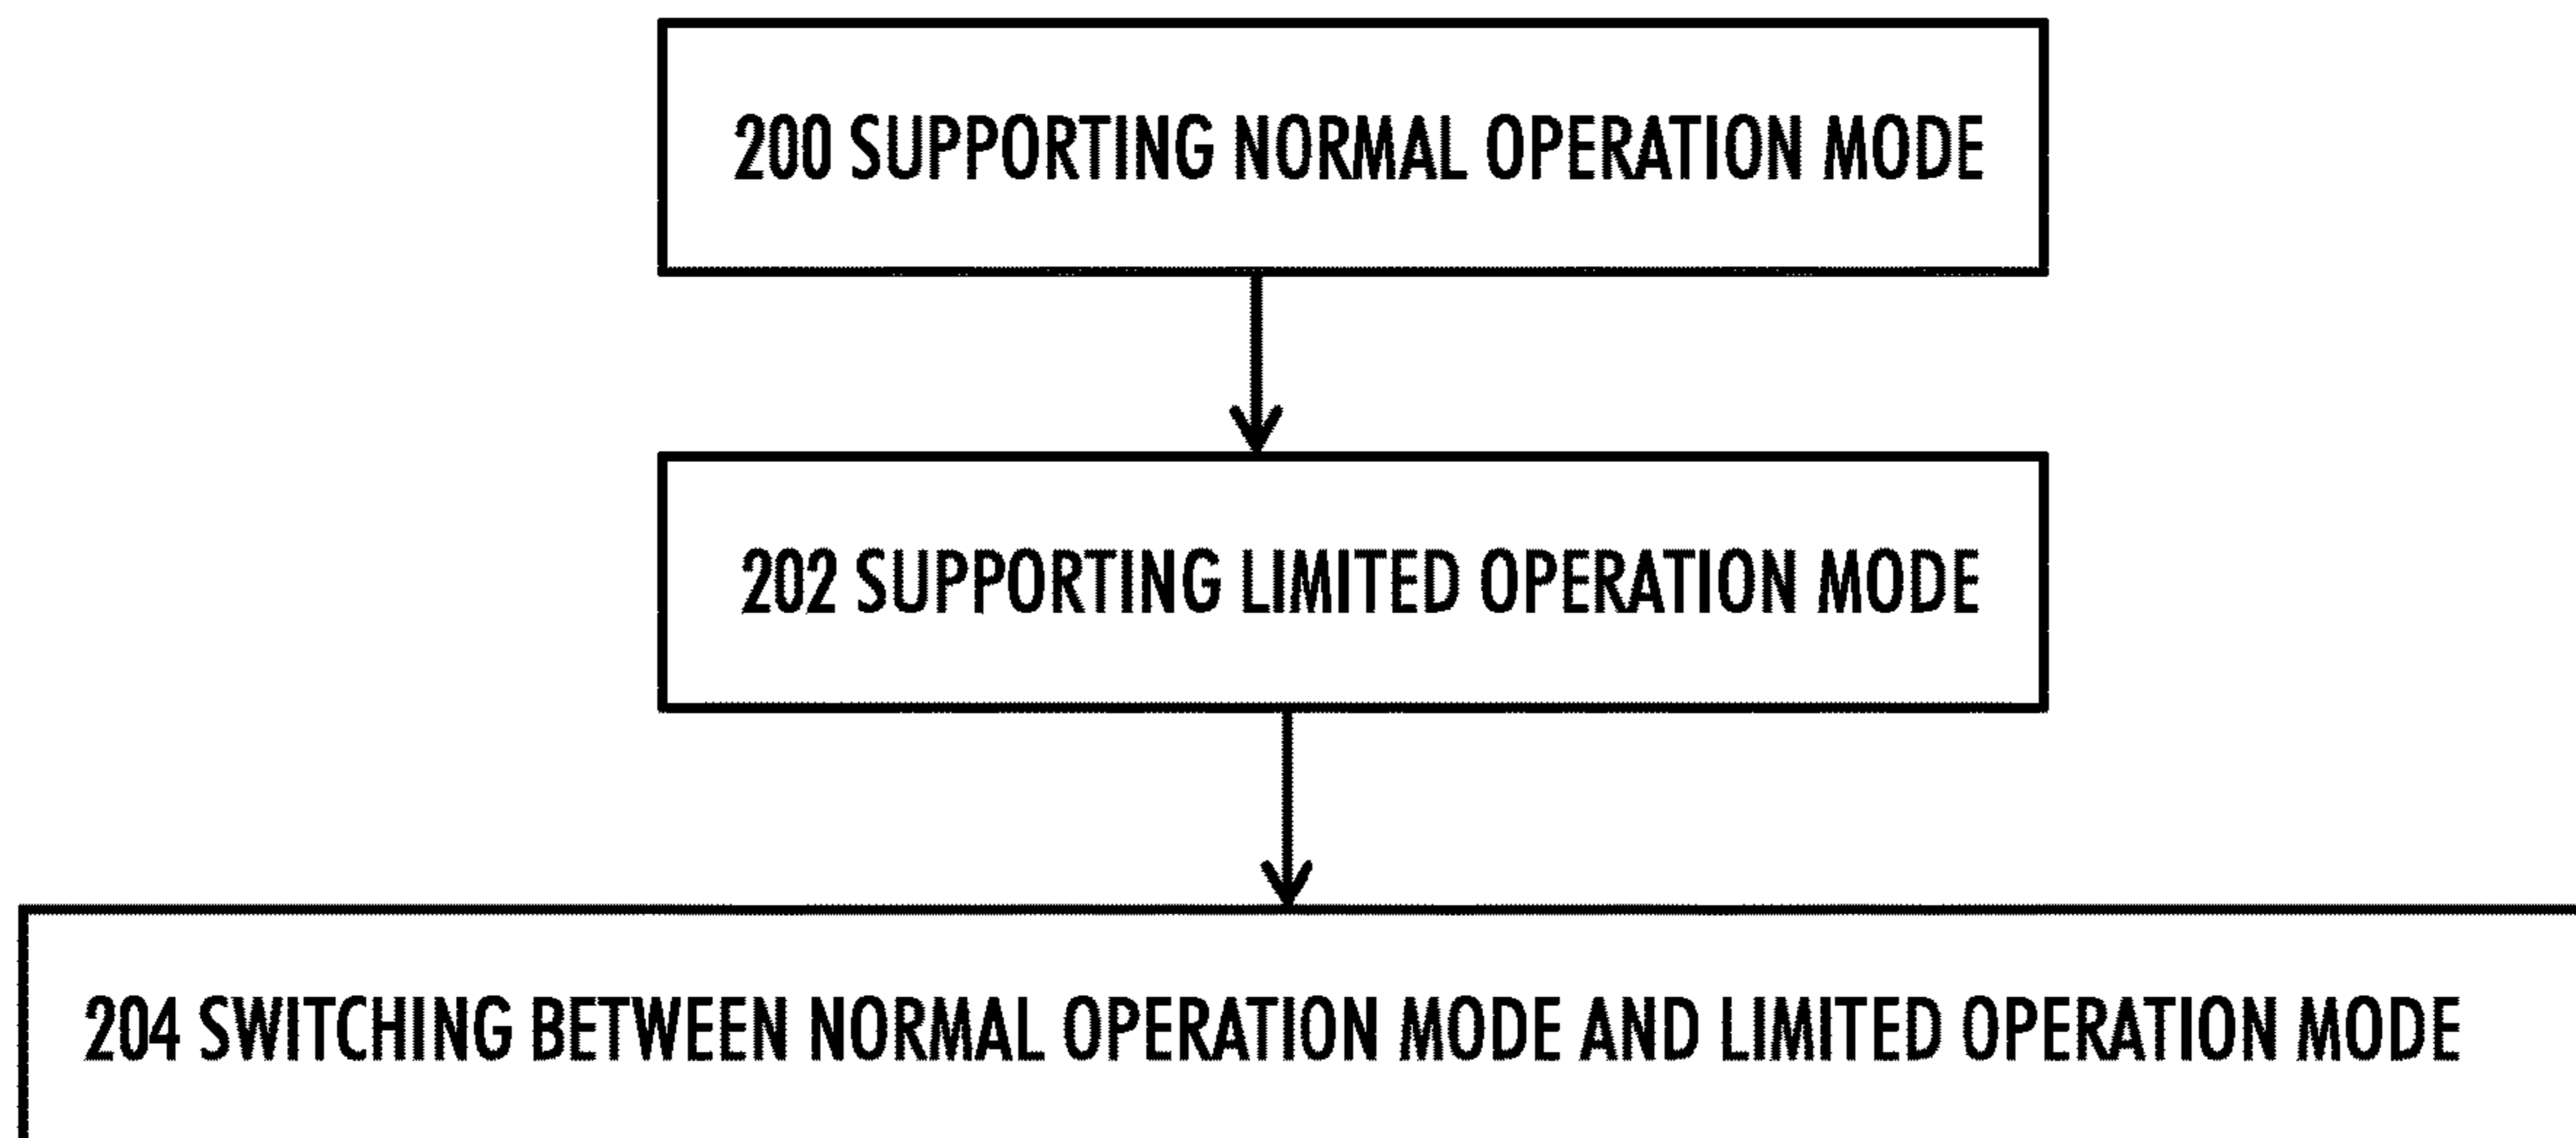 200 SUPPORTING NORMAL OPERATION MODE
202 SUPPORTING LIMITED OPERATION MODE
204 SWITCHING BETWEEN NORMAL OPERATION MODE AND LIMITED OPERATION MODE